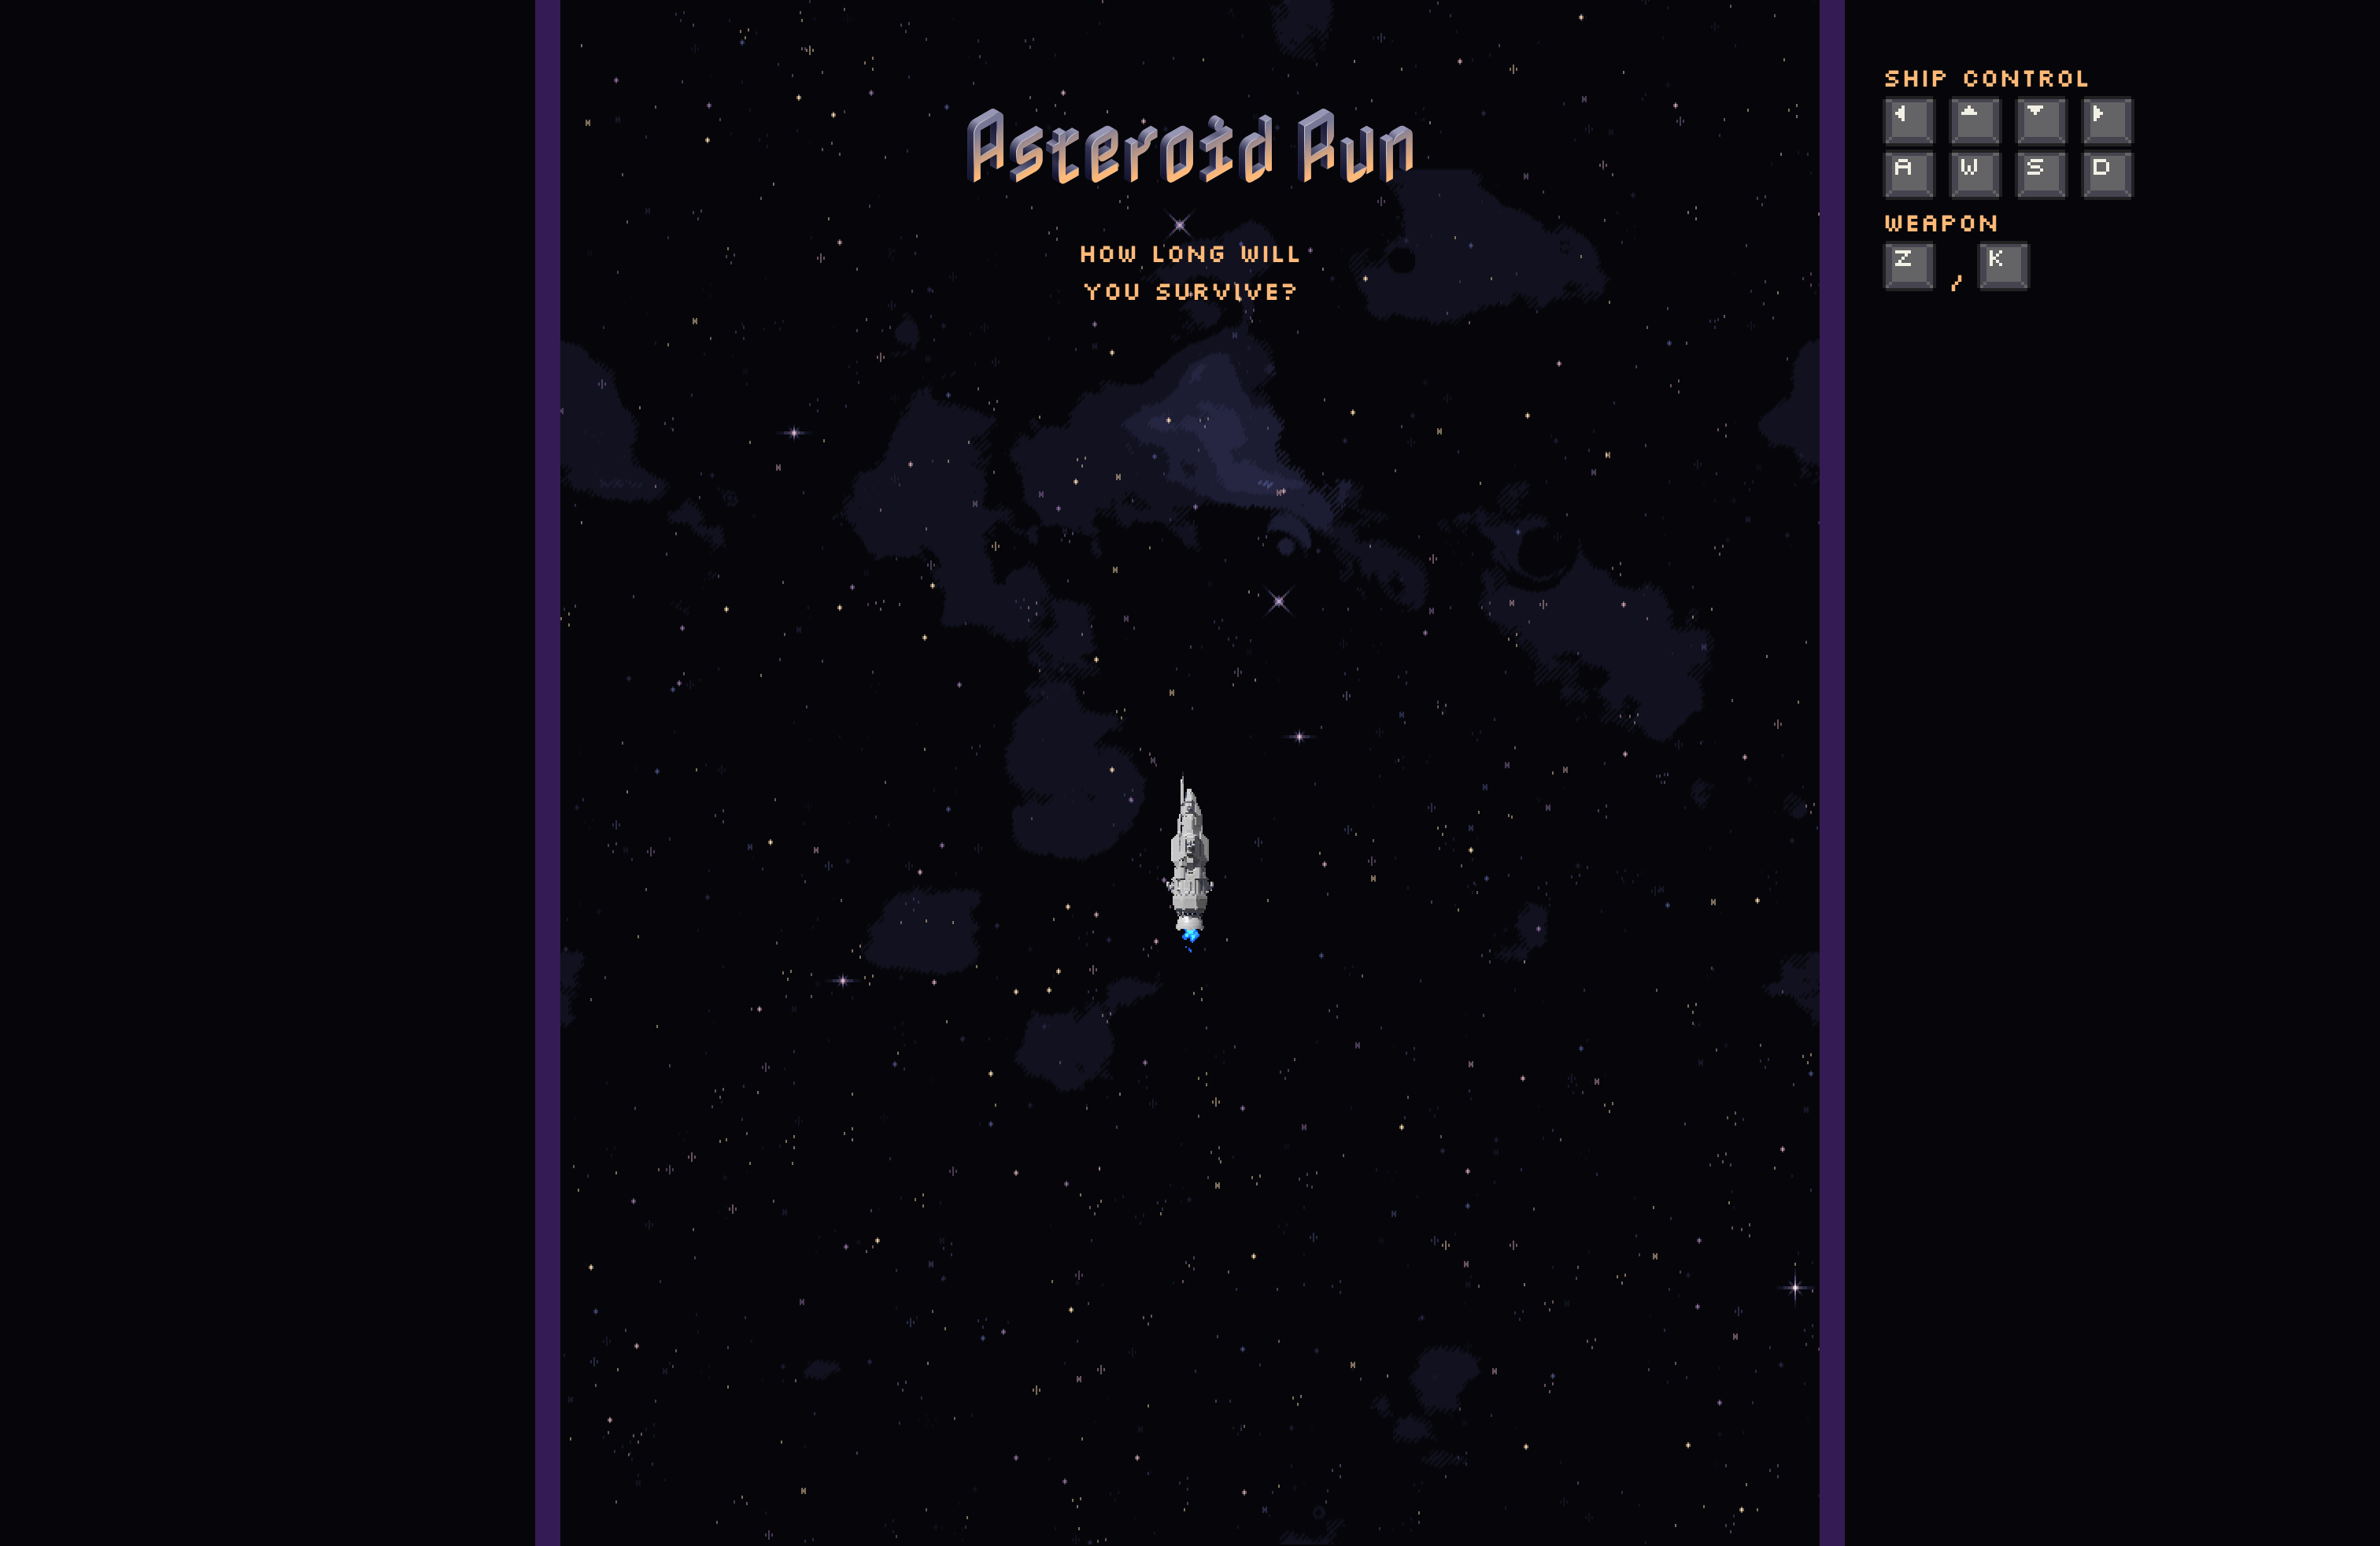 Asteroid Run
HOW LONG WILL
YOU SURVIVE?
SHIP CONTROL
A W S D
WEAPON
Z , K